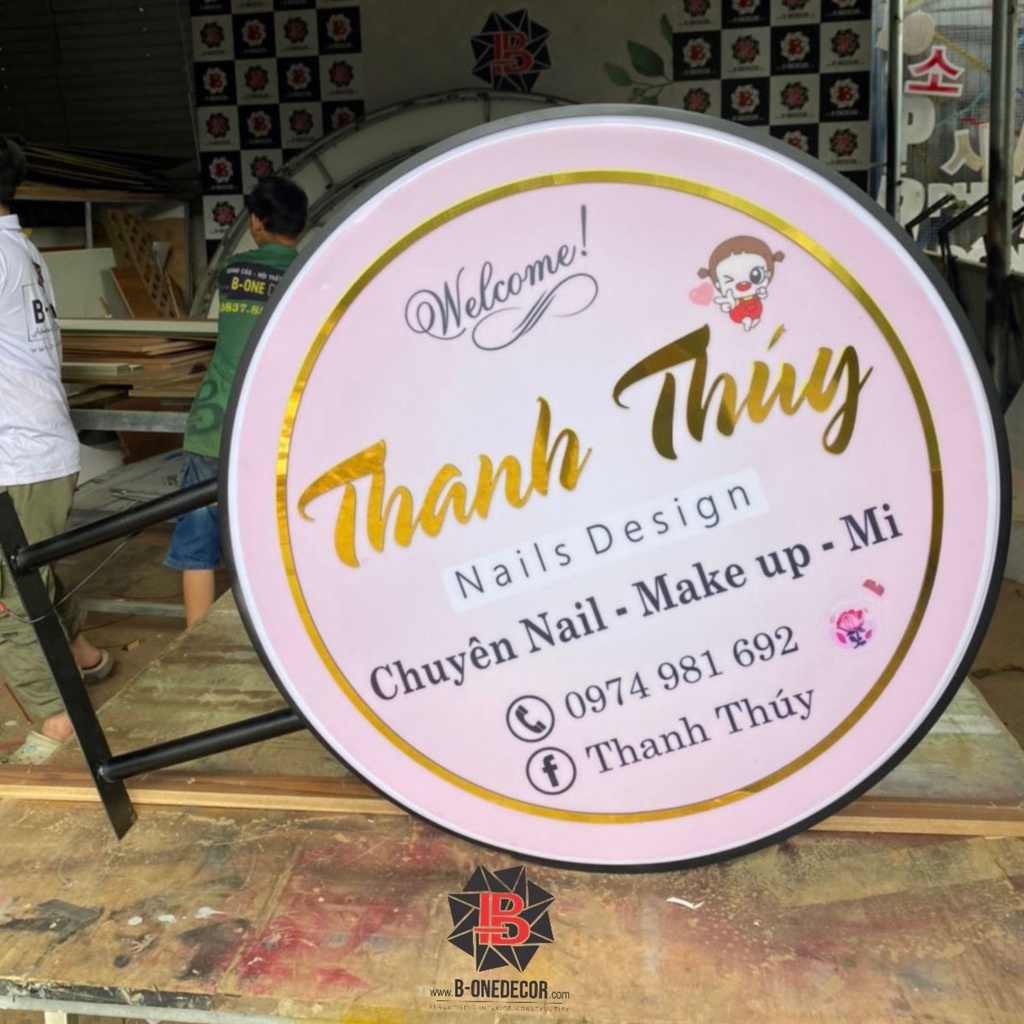 Welcome!
Thanh Thúy
Nails Design
Chuyên Nail - Make up - Mi
0974 981 692
f Thanh Thúy
B
www.B-ONEDECOR.com
B-ONE
소